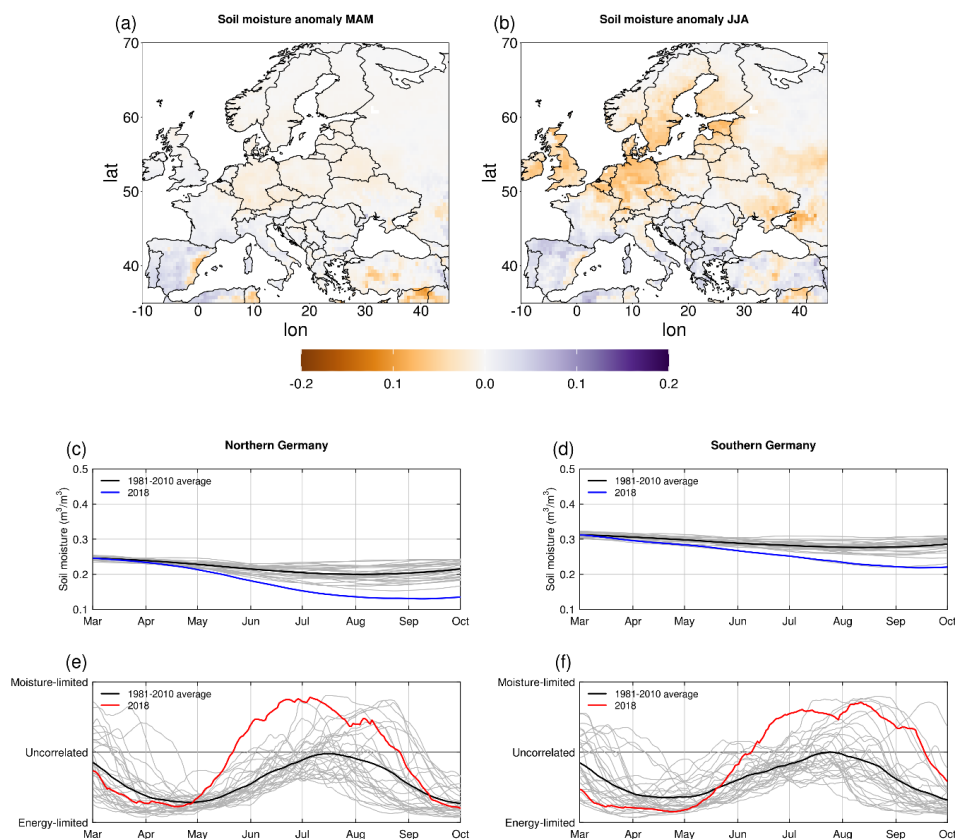 (a) Soil moisture anomaly MAM
(b) Soil moisture anomaly JJA
70
60
50
40
lat
-10 0 10 20 30 40
lon
70
60
50
40
lat
-10 0 10 20 30 40
lon
-0.2 0.1 0.0 0.1 0.2
(c) Northern Germany
0.5
0.4
0.3
0.2
0.1
Soil moisture (m³/m³)
1981-2010 average
2018
Mar Apr May Jun Jul Aug Sep Oct
(d) Southern Germany
0.5
0.4
0.3
0.2
0.1
Soil moisture (m³/m³)
1981-2010 average
2018
Mar Apr May Jun Jul Aug Sep Oct
(e)
Moisture-limited
Uncorrelated
Energy-limited
1981-2010 average
2018
Mar Apr May Jun Jul Aug Sep Oct
(f)
Moisture-limited
Uncorrelated
Energy-limited
1981-2010 average
2018
Mar Apr May Jun Jul Aug Sep Oct